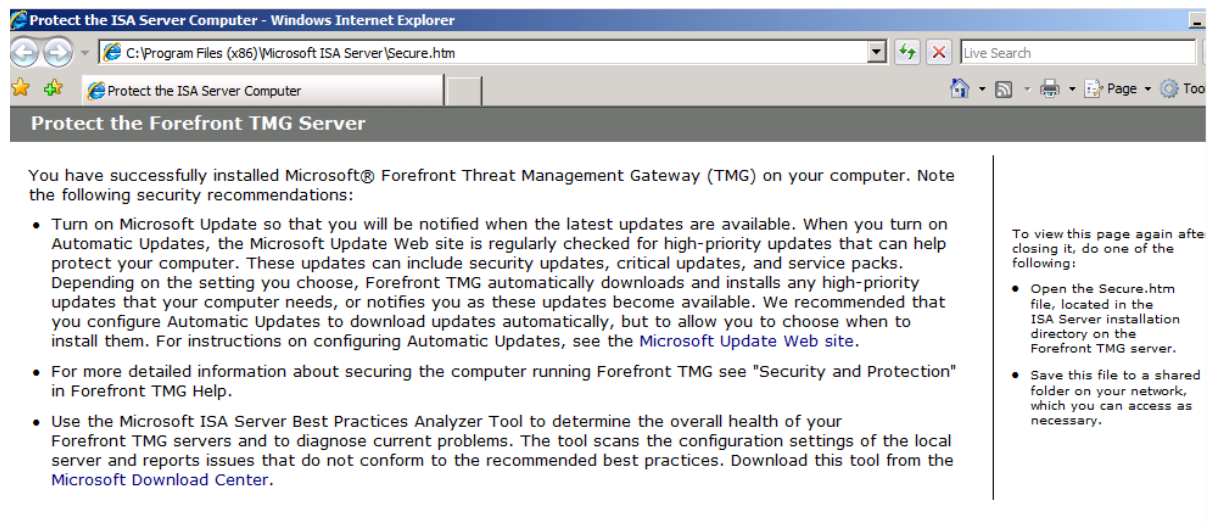 Protect the ISA Server Computer - Windows Internet Explorer
C:\Program Files (x86)\Microsoft ISA Server\Secure.htm
Live Search
Protect the ISA Server Computer
Page
Too
Protect the Forefront TMG Server
You have successfully installed Microsoft® Forefront Threat Management Gateway (TMG) on your computer. Note
the following security recommendations:
• Turn on Microsoft Update so that you will be notified when the latest updates are available. When you turn on
Automatic Updates, the Microsoft Update Web site is regularly checked for high-priority updates that can help
protect your computer. These updates can include security updates, critical updates, and service packs.
Depending on the setting you choose, Forefront TMG automatically downloads and installs any high-priority
updates that your computer needs, or notifies you as these updates become available. We recommended that
you configure Automatic Updates to download updates automatically, but to allow you to choose when to
install them. For instructions on configuring Automatic Updates, see the Microsoft Update Web site.
• For more detailed information about securing the computer running Forefront TMG see "Security and Protection"
in Forefront TMG Help.
• Use the Microsoft ISA Server Best Practices Analyzer Tool to determine the overall health of your
Forefront TMG servers and to diagnose current problems. The tool scans the configuration settings of the local
server and reports issues that do not conform to the recommended best practices. Download this tool from the
Microsoft Download Center.
To view this page again afte
closing it, do one of the
following:
• Open the Secure.htm
file, located in the
ISA Server installation
directory on the
Forefront TMG server.
• Save this file to a shared
folder on your network,
which you can access as
necessary.